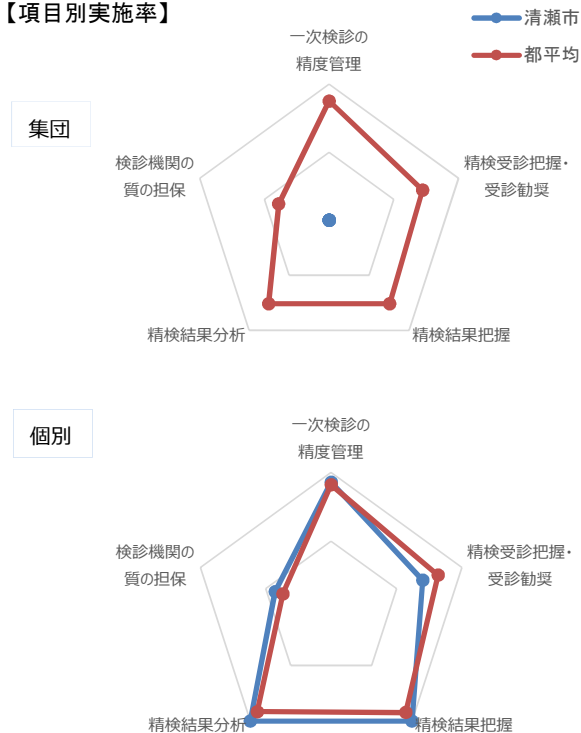 【項目別実施率】
清瀬市
都平均
集団
一次検診の
精度管理
検診機関の
質の担保
精検受診把握・
受診勧奨
精検結果分析
精検結果把握
個別
一次検診の
精度管理
検診機関の
質の担保
精検受診把握・
受診勧奨
精検結果分析
精検結果把握